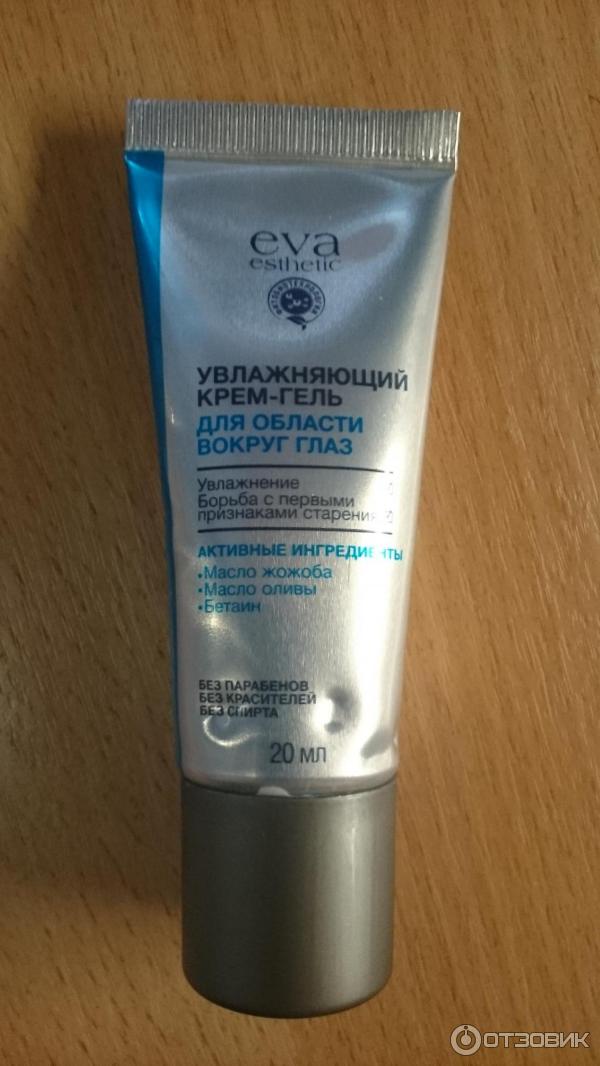 eva
esthetic
ФИТОБИОТЕХНОЛОГИИ
УВЛАЖНЯЮЩИЙ
КРЕМ-ГЕЛЬ
ДЛЯ ОБЛАСТИ
ВОКРУГ ГЛАЗ
Увлажнение
Борьба с первыми
признаками старения
АКТИВНЫЕ ИНГРЕДИЕНТЫ
•Масло жожоба
•Масло оливы
•Бетаин
БЕЗ ПАРАБЕНОВ
БЕЗ КРАСИТЕЛЕЙ
БЕЗ СПИРТА
20 мл
ОТЗОВИК